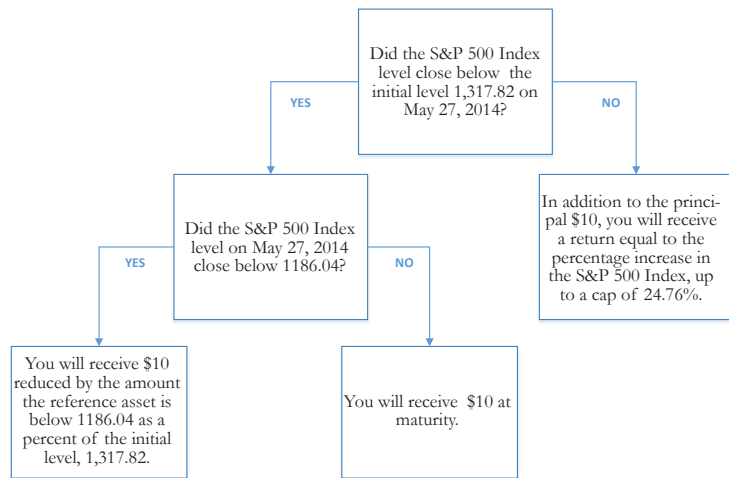 Did the S&P 500 Index
level close below the
initial level 1,317.82 on
May 27, 2014?
YES
NO
Did the S&P 500 Index
level on May 27, 2014
close below 1186.04?
In addition to the princi-
pal $10, you will receive
a return equal to the
percentage increase in
the S&P 500 Index, up
to a cap of 24.76%.
YES
NO
You will receive $10
reduced by the amount
the reference asset is
below 1186.04 as a
percent of the initial
level, 1,317.82.
You will receive $10 at
maturity.